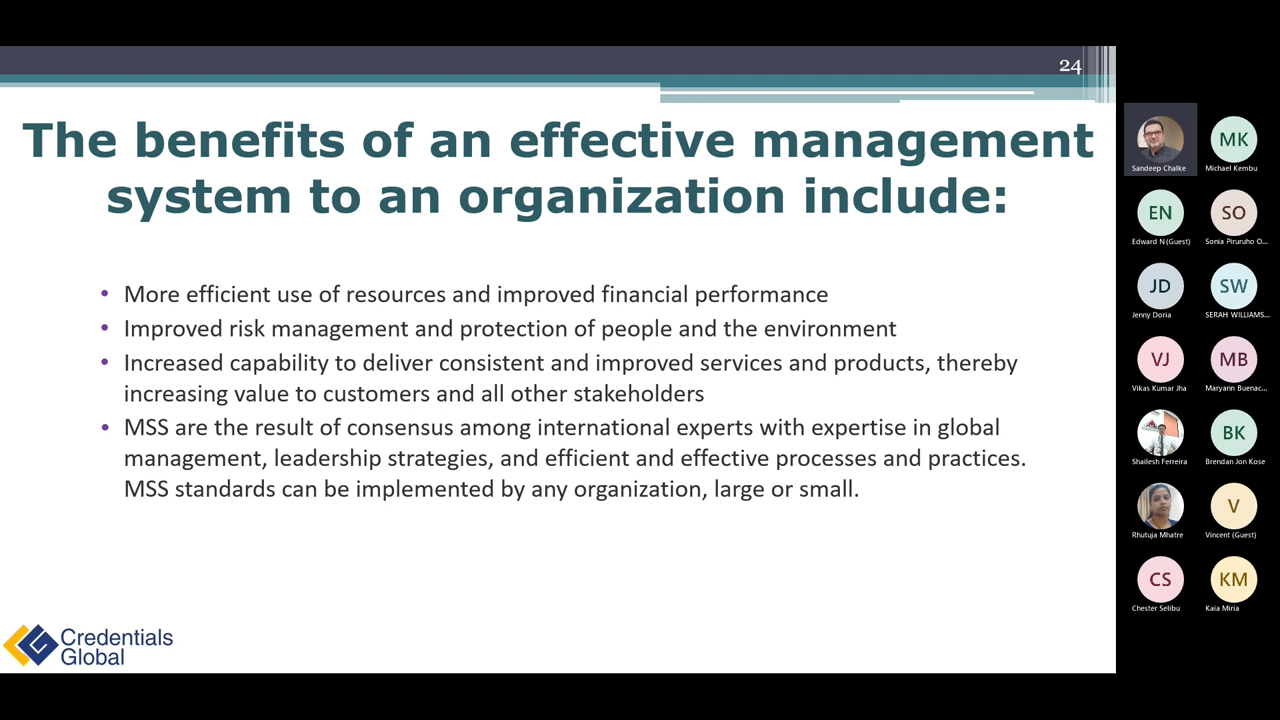 24
The benefits of an effective management
system to an organization include:
• More efficient use of resources and improved financial performance
• Improved risk management and protection of people and the environment
• Increased capability to deliver consistent and improved services and products, thereby
increasing value to customers and all other stakeholders
• MSS are the result of consensus among international experts with expertise in global
management, leadership strategies, and efficient and effective processes and practices.
MSS standards can be implemented by any organization, large or small.
Credentials
Global
Sandeep Chalke
MK
Michael Kembu
EN
Edward N (Guest)
SO
Sonia Piruruho O...
JD
Jenny Doria
SW
SERAH WILLIAMS...
VJ
Vikas Kumar Jha
MB
Maryann Buenac...
Shailesh Ferreira
BK
Brendan Jon Kose
Rhutuja Mhatre
V
Vincent (Guest)
CS
Chester Selibu
KM
Kaia Miria